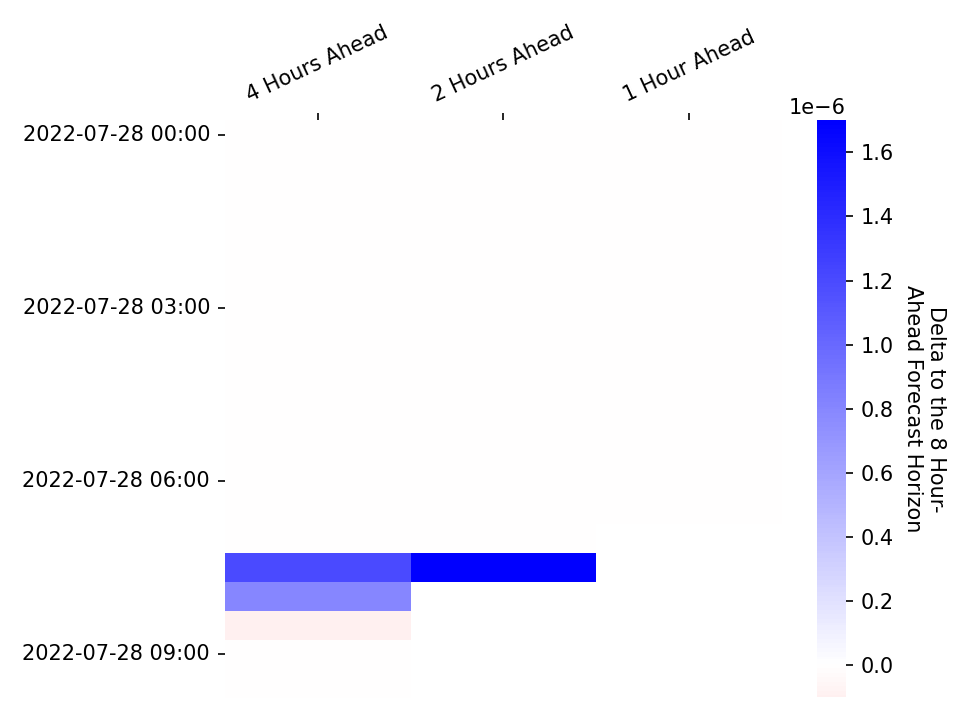 4 Hours Ahead
2 Hours Ahead
1 Hour Ahead
1e−6
2022-07-28 00:00
2022-07-28 03:00
2022-07-28 06:00
2022-07-28 09:00
1.6
1.4
1.2
1.0
0.8
0.6
0.4
0.2
0.0
Delta to the 8 Hour-
Ahead Forecast Horizon